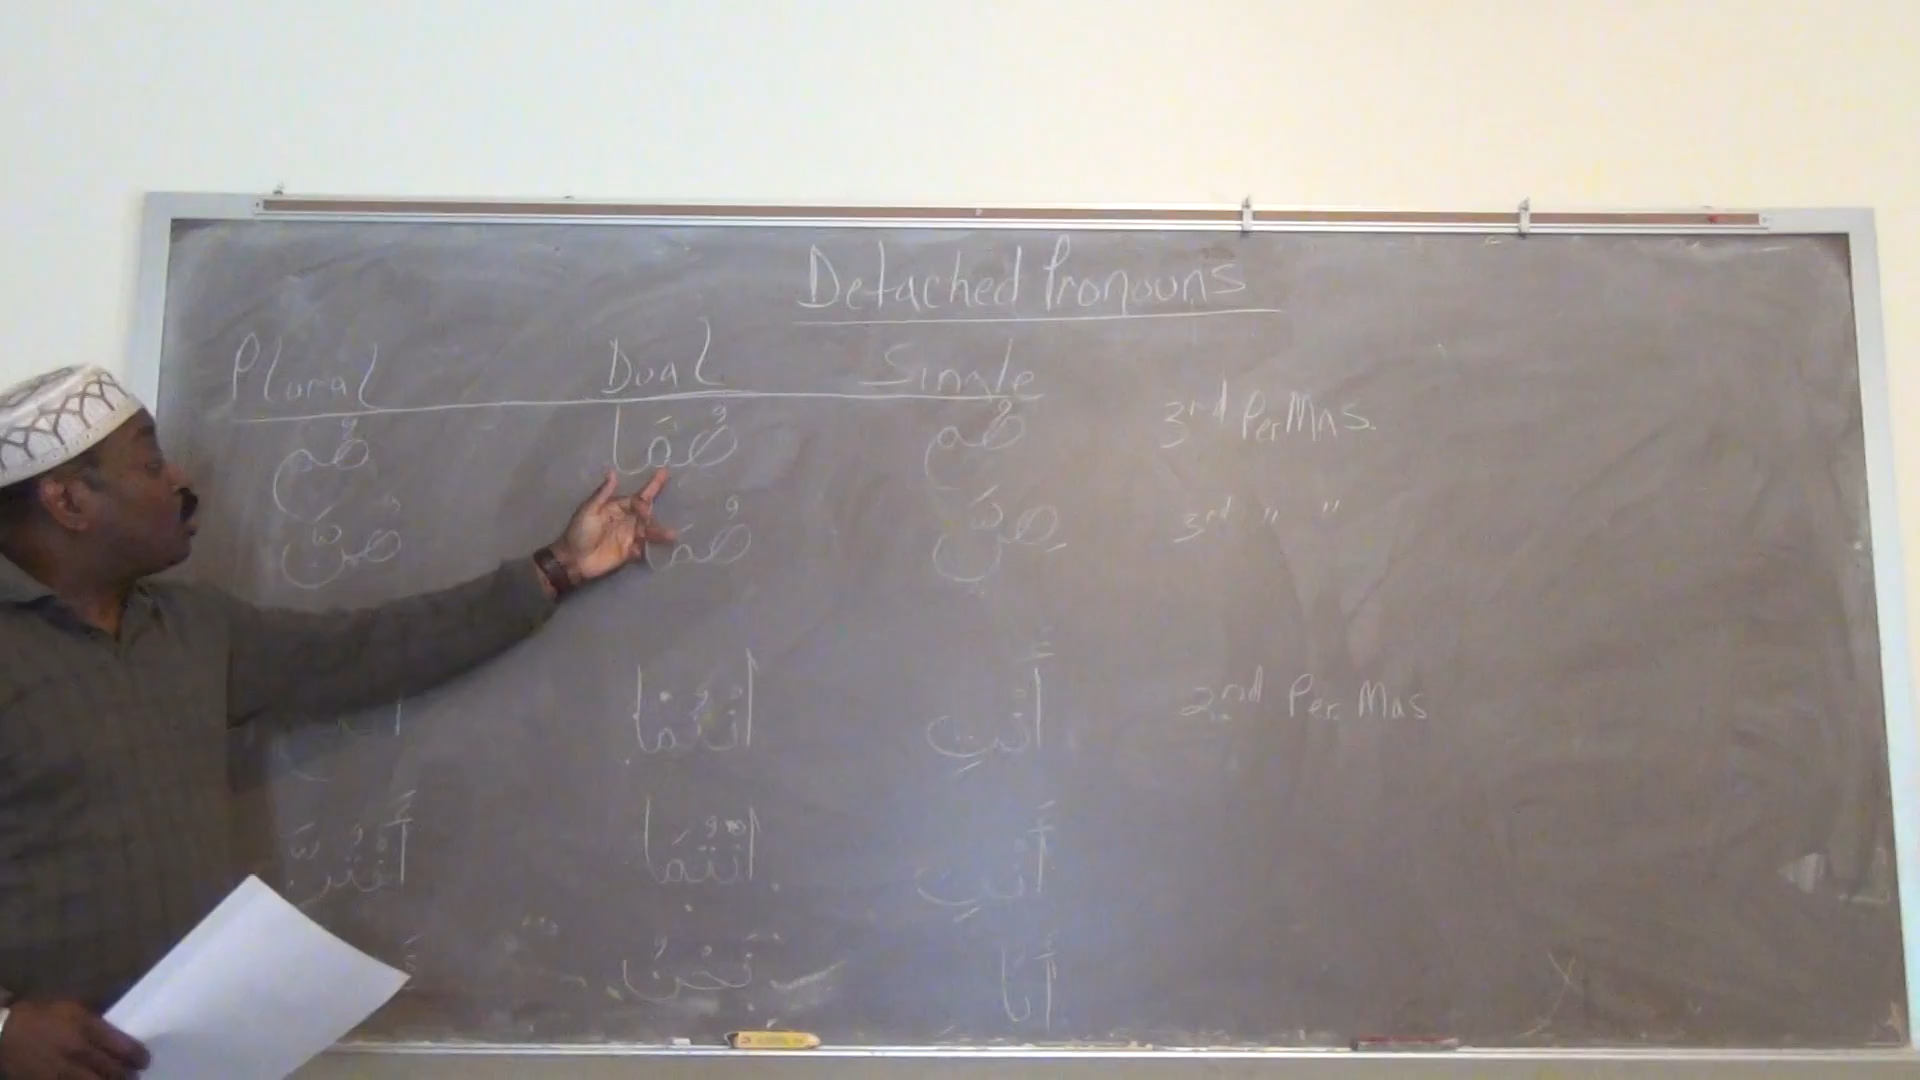 Detached Pronouns
Plural Dual Single
هُم هُمَا هُم 3rd Per Mas.
هُنَّ هُمَا هِنَّ 3rd " "
أَنْتُمَا أَنْتِ 2nd Per. Mas
أَنْتُنَّ أَنْتُمَا أَنْتِ
نَحْنُ أَنَا